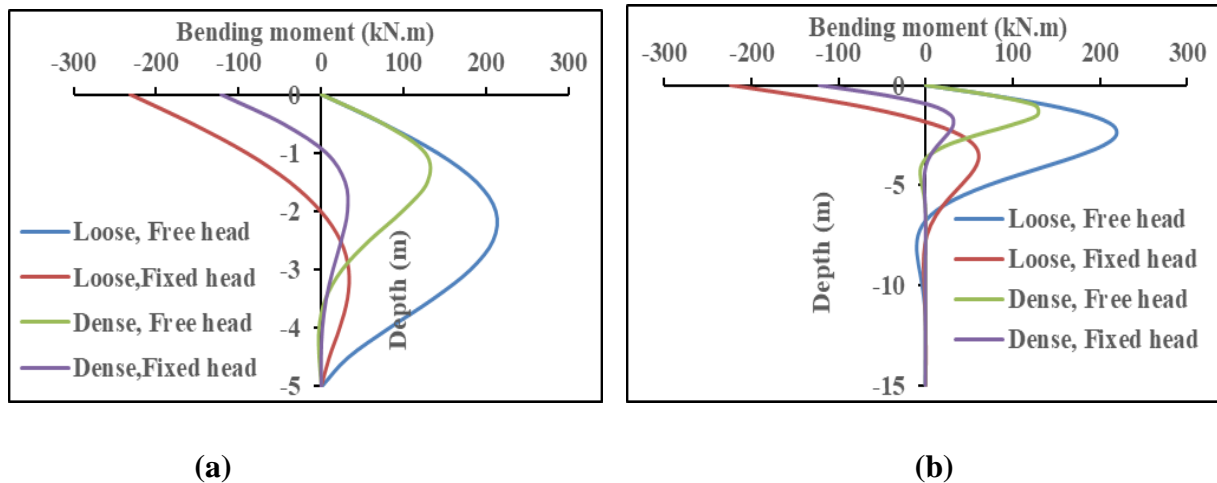 Bending moment (kN.m)
-300 -200 -100 0 100 200 300
0
-1
-2
-3
-4
-5
Depth (m)
Loose, Free head
Loose,Fixed head
Dense, Free head
Dense,Fixed head
(a)
Bending moment (kN.m)
-300 -200 -100 0 100 200 300
0
-5
-10
-15
Depth (m)
Loose, Free head
Loose, Fixed head
Dense, Free head
Dense, Fixed head
(b)